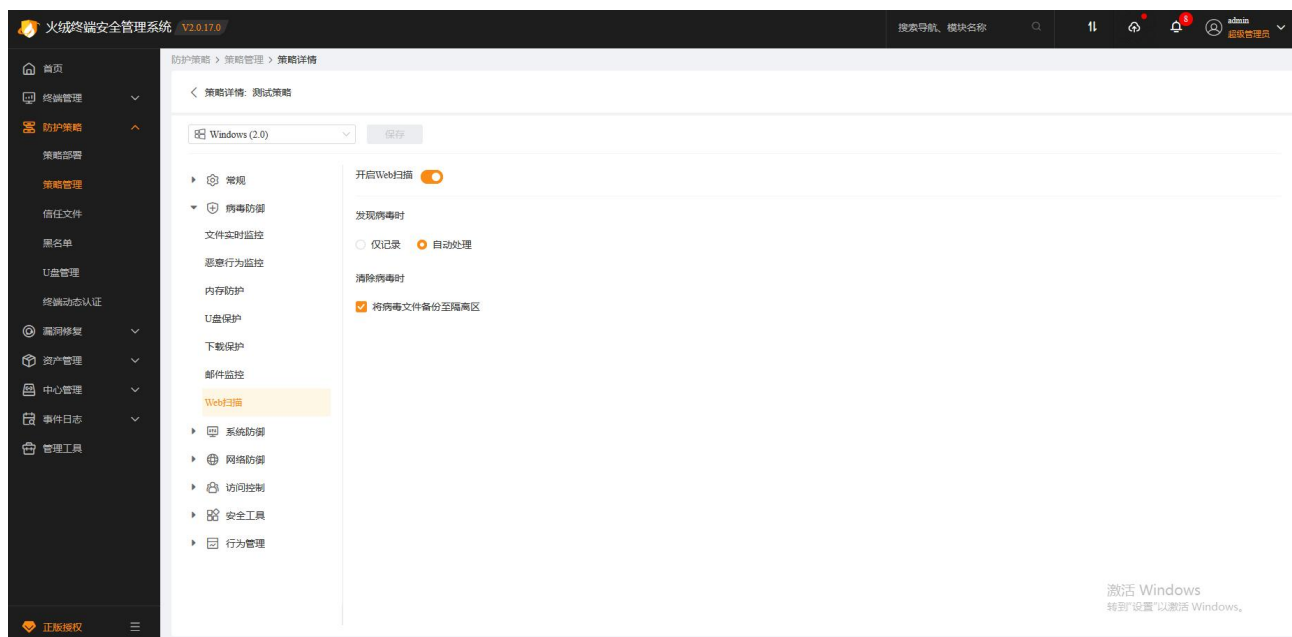 火绒终端安全管理系统 V2.0.17.0
搜索导航、模块名称
8
admin
超级管理员
首页
终端管理
防护策略
策略部署
策略管理
信任文件
黑名单
U盘管理
终端动态认证
漏洞修复
资产管理
中心管理
事件日志
管理工具
正版授权
防护策略 > 策略管理 > 策略详情
策略详情: 测试策略
Windows (2.0)
保存
常规
病毒防御
文件实时监控
恶意行为监控
内存防护
U盘保护
下载保护
邮件监控
Web扫描
系统防御
网络防御
访问控制
安全工具
行为管理
开启Web扫描
发现病毒时
仅记录 自动处理
清除病毒时
将病毒文件备份至隔离区
激活 Windows
转到"设置"以激活 Windows。